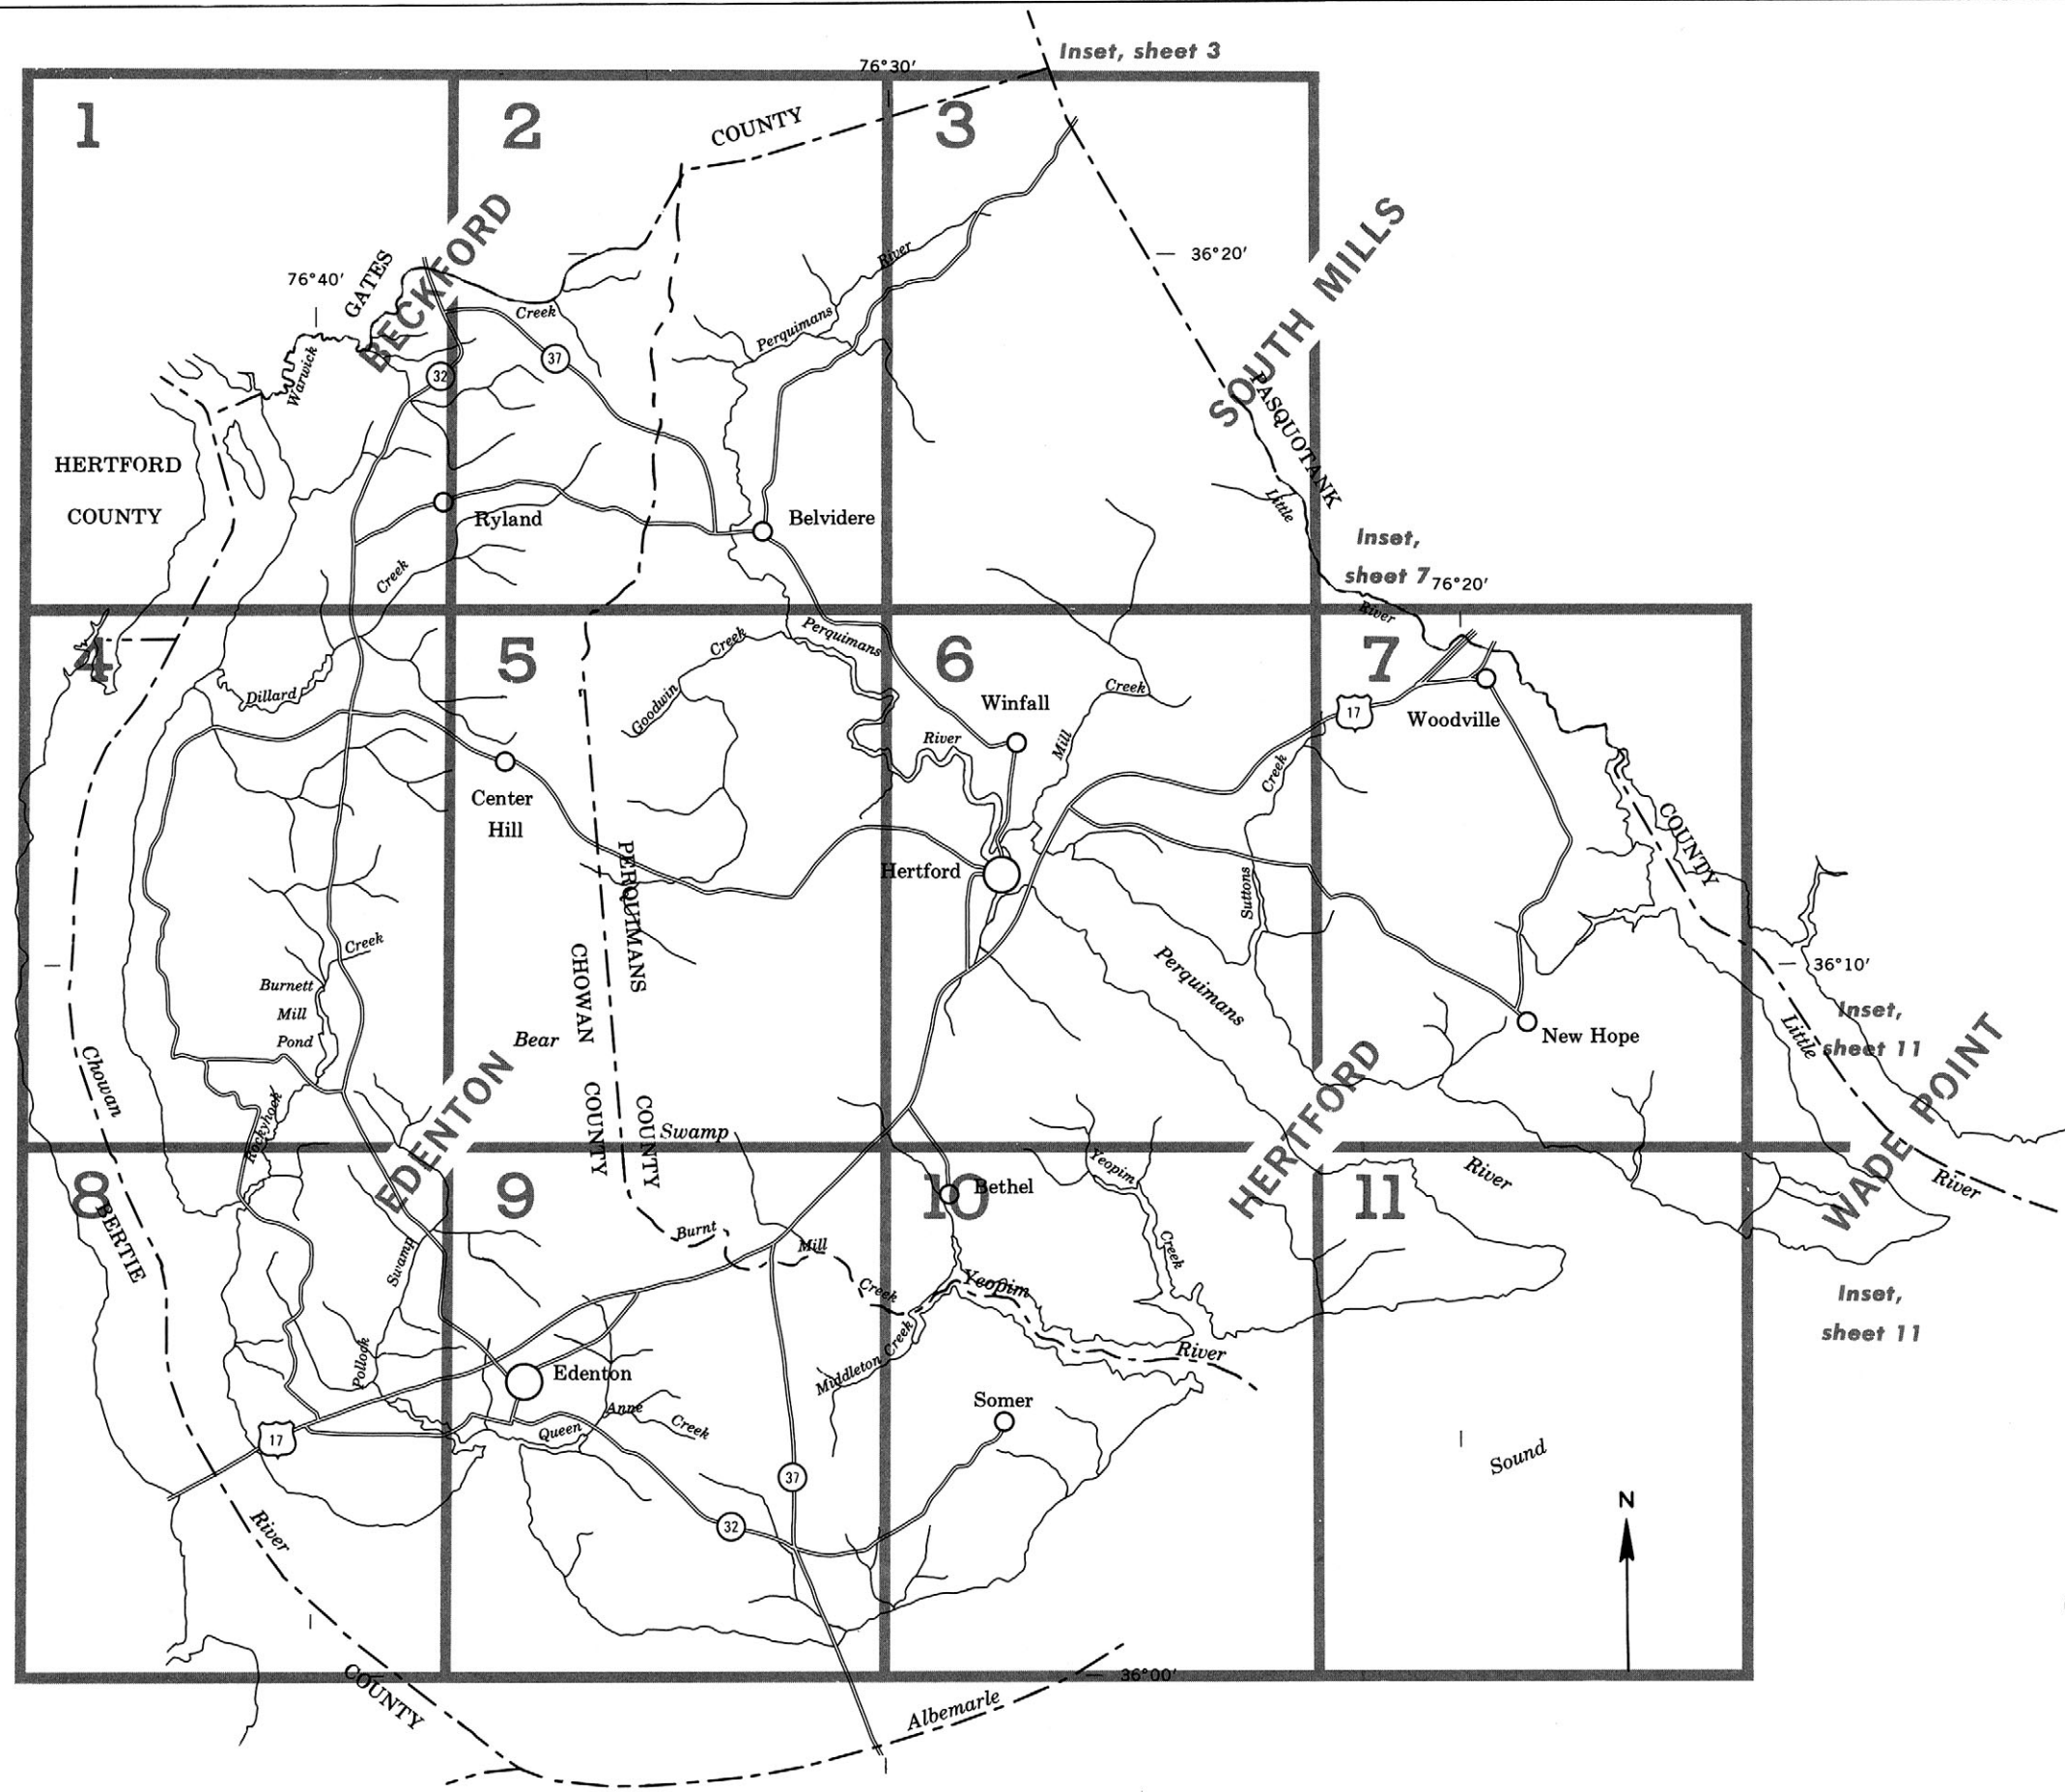 Inset, sheet 3
76°30'
1
2
3
COUNTY
BECKFORD
SOUTH MILLS
River
36°20'
76°40'
GATES
Creek
Perquimans
37
32
Warwick
PASQUOTANK
HERTFORD
COUNTY
Little
Ryland
Belvidere
Inset,
sheet 7
76°20'
Creek
River
4
5
6
7
Creek
Perquimans
Dillard
Goodwin
Winfall
Creek
17
Woodville
River
Mill
Creek
Center
Hill
COUNTY
PERQUIMANS
Hertford
Suttons
Creek
CHOWAN
Perquimans
36°10'
Burnett
Mill
Pond
Inset,
sheet 11
Little
New Hope
Bear
Chowan
EDENTON
HERTFORD
WADE POINT
COUNTY
COUNTY
Rockyhock
Swamp
Yeopim
River
River
8
9
10
11
Bethel
BERTIE
Burnt
Mill
Swamp
Creek
Creek
Yeopim
Inset,
sheet 11
Middleton Creek
River
Pollock
Edenton
Somer
Anne
Queen
Creek
17
Sound
37
32
N
River
COUNTY
36°00'
Albemarle